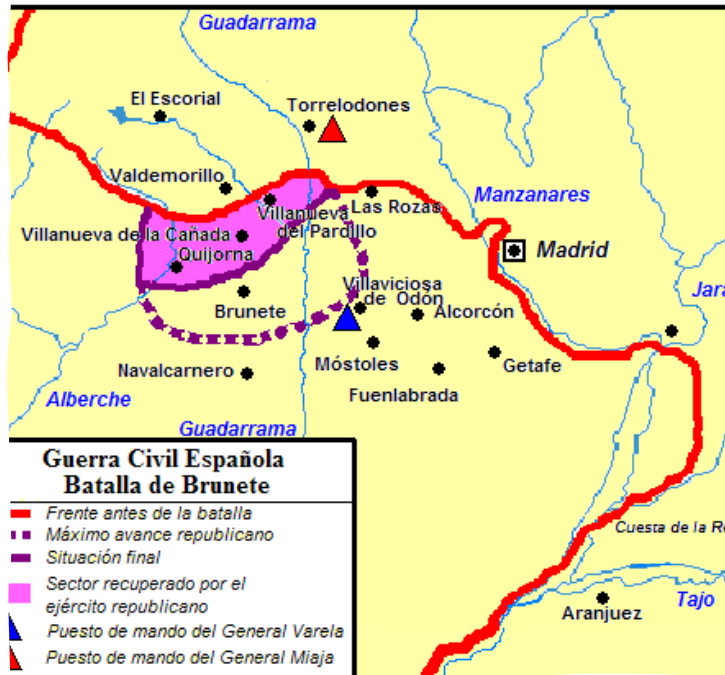 Guadarrama
El Escorial
Torrelodones
Valdemorillo
Manzanares
Las Rozas
Villanueva
del Pardillo
Villanueva de la Cañada
Quijorna
Madrid
Villaviciosa
de Odón
Brunete
Alcorcón
Jara
Móstoles
Getafe
Navalcarnero
Fuenlabrada
Alberche
Guadarrama
Guerra Civil Española
Batalla de Brunete
Frente antes de la batalla
Máximo avance republicano
Situación final
Sector recuperado por el
ejército republicano
Puesto de mando del General Varela
Puesto de mando del General Miaja
Cuesta de la Re
Aranjuez
Tajo